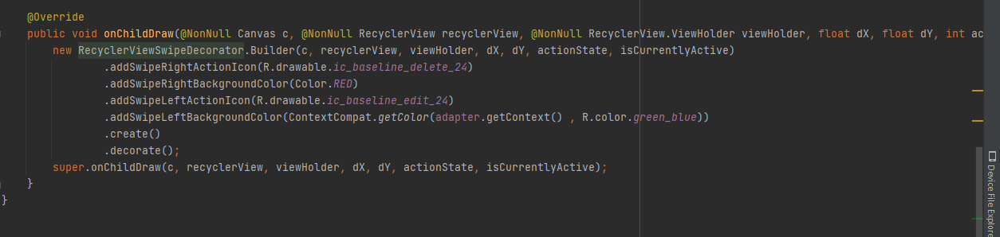 @Override
public void onChildDraw(@NonNull Canvas c, @NonNull RecyclerView recyclerView, @NonNull RecyclerView.ViewHolder viewHolder, float dX, float dY, int ac
new RecyclerViewSwipeDecorator.Builder(c, recyclerView, viewHolder, dX, dY, actionState, isCurrentlyActive)
.addSwipeRightActionIcon(R.drawable.ic_baseline_delete_24)
.addSwipeRightBackgroundColor(Color.RED)
.addSwipeLeftActionIcon(R.drawable.ic_baseline_edit_24)
.addSwipeLeftBackgroundColor(ContextCompat.getColor(adapter.getContext() , R.color.green_blue))
.create()
.decorate();
super.onChildDraw(c, recyclerView, viewHolder, dX, dY, actionState, isCurrentlyActive);
}
}
Device File Explore